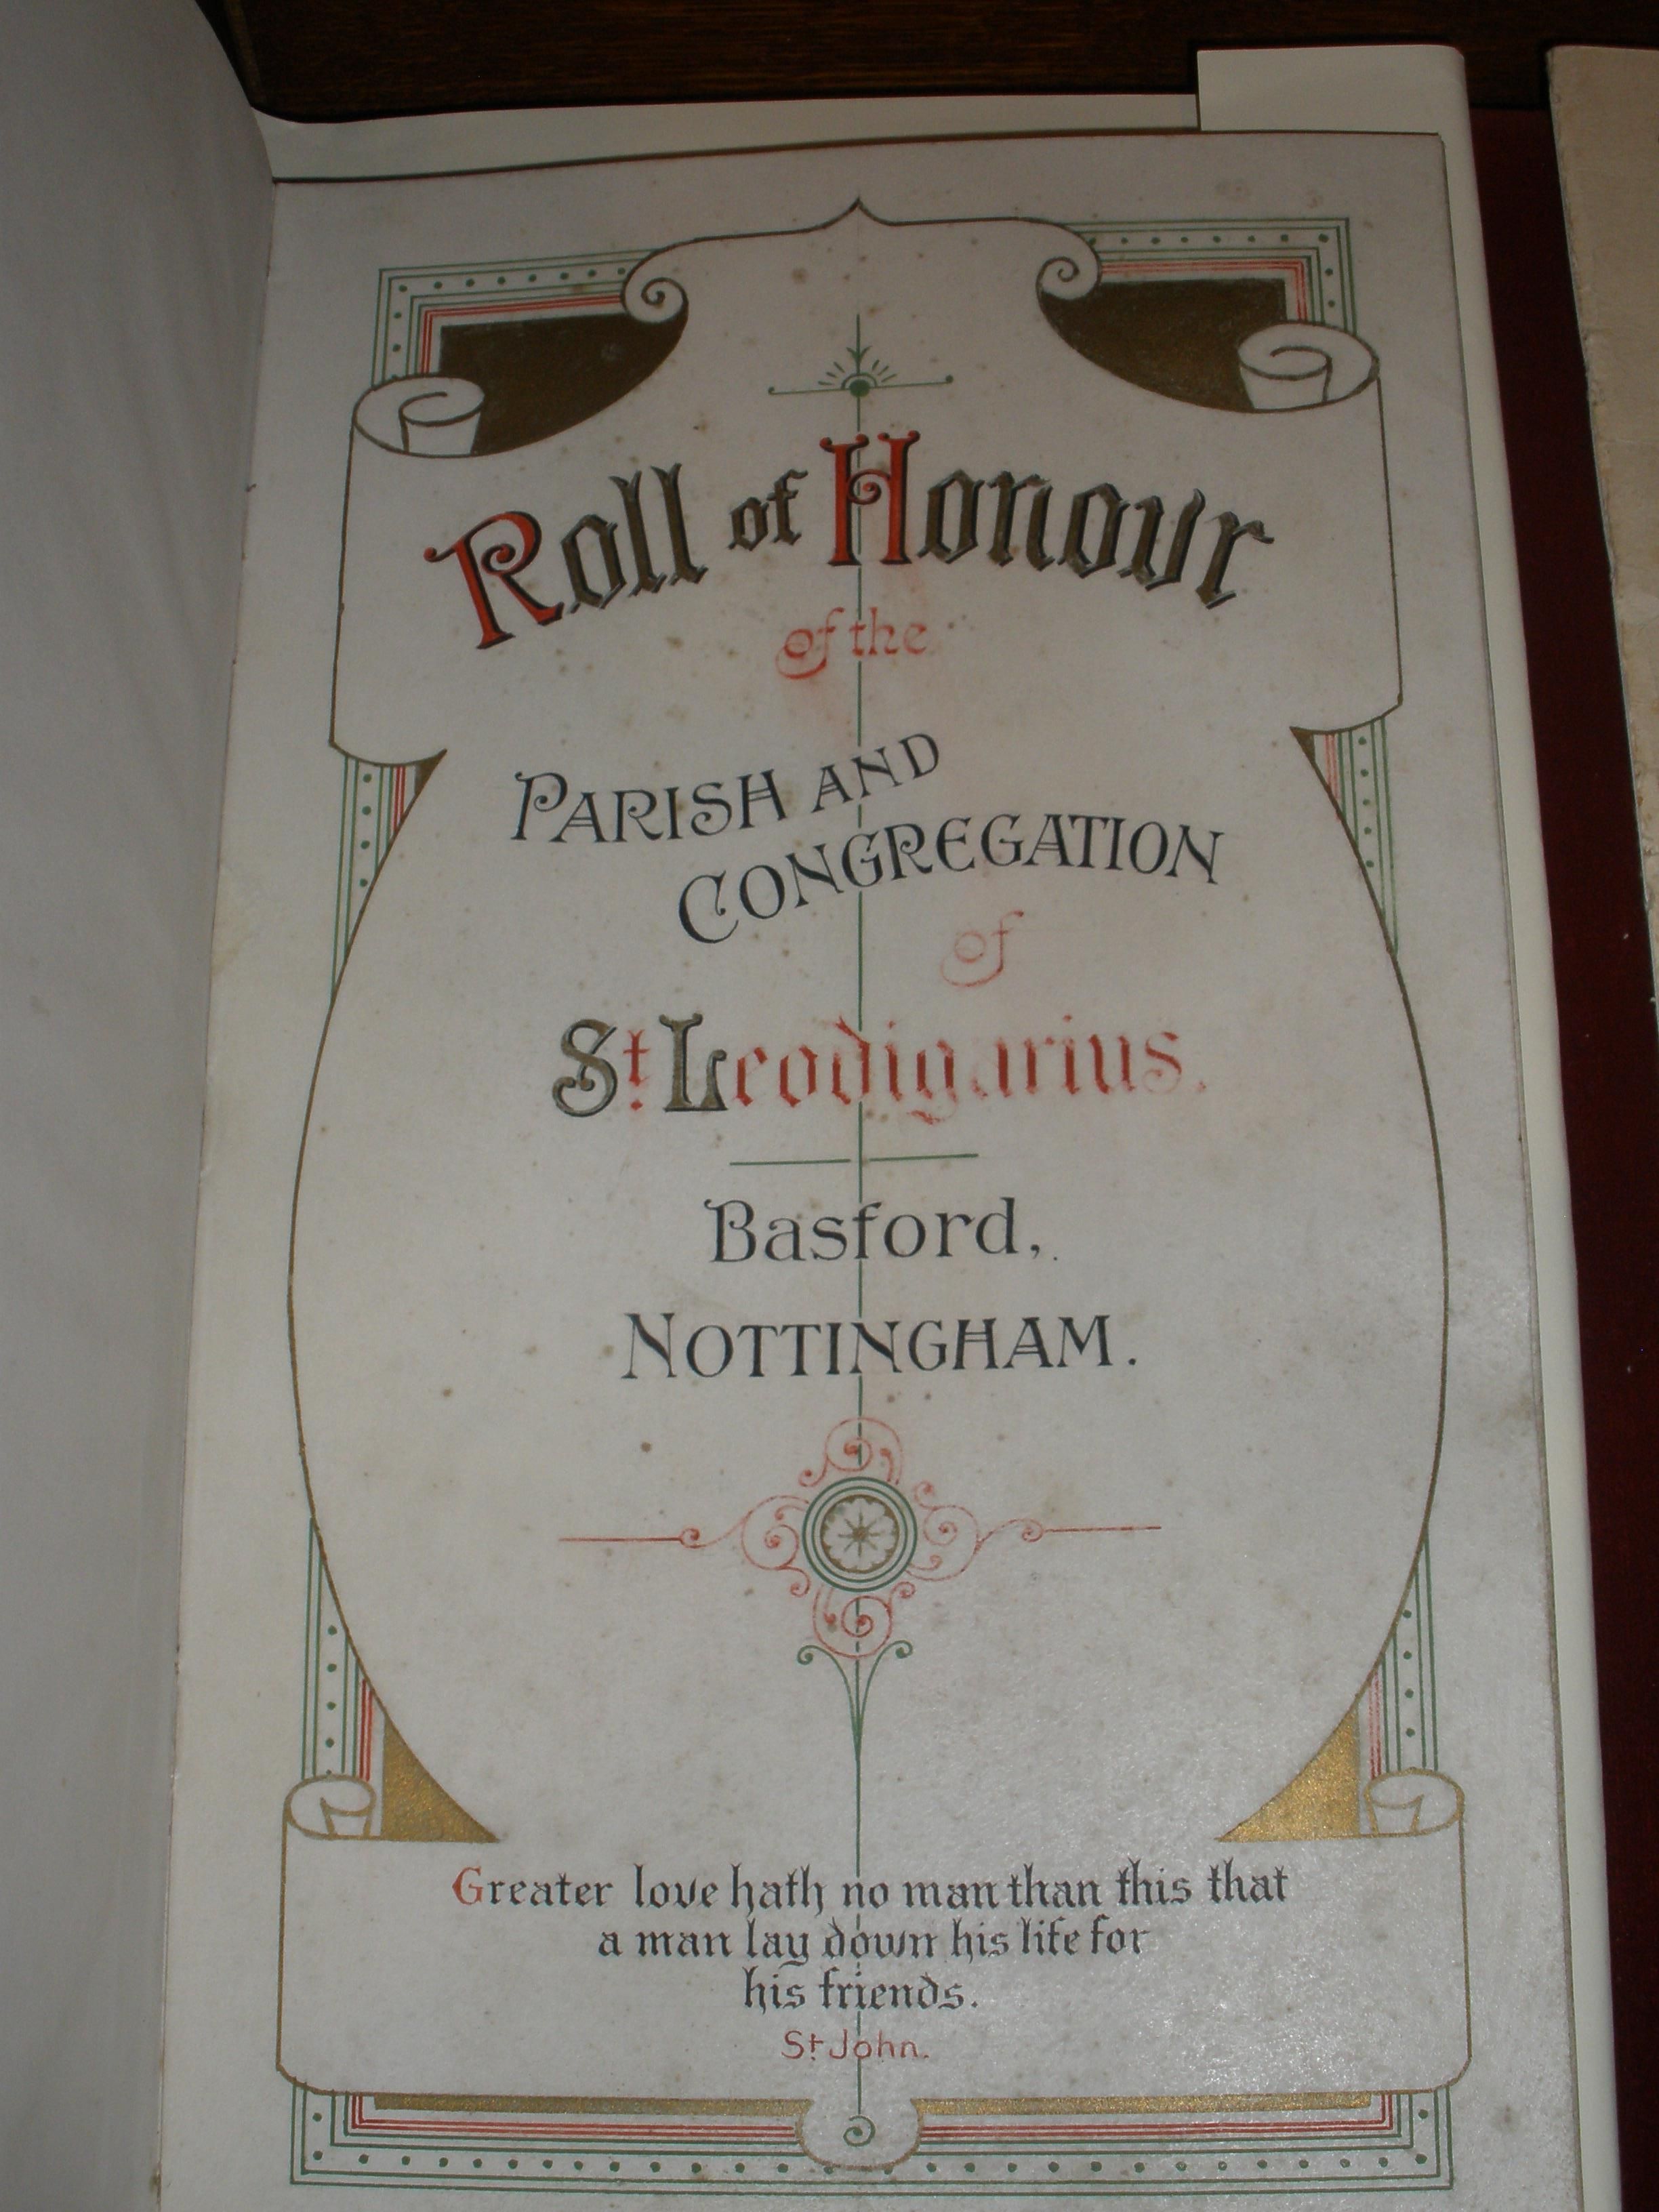 Roll of Honour
of the
PARISH AND
CONGREGATION
of
St. Leodigarius.
Basford,
NOTTINGHAM.
Greater love hath no man than this that
a man lay down his life for
his friends.
St John.